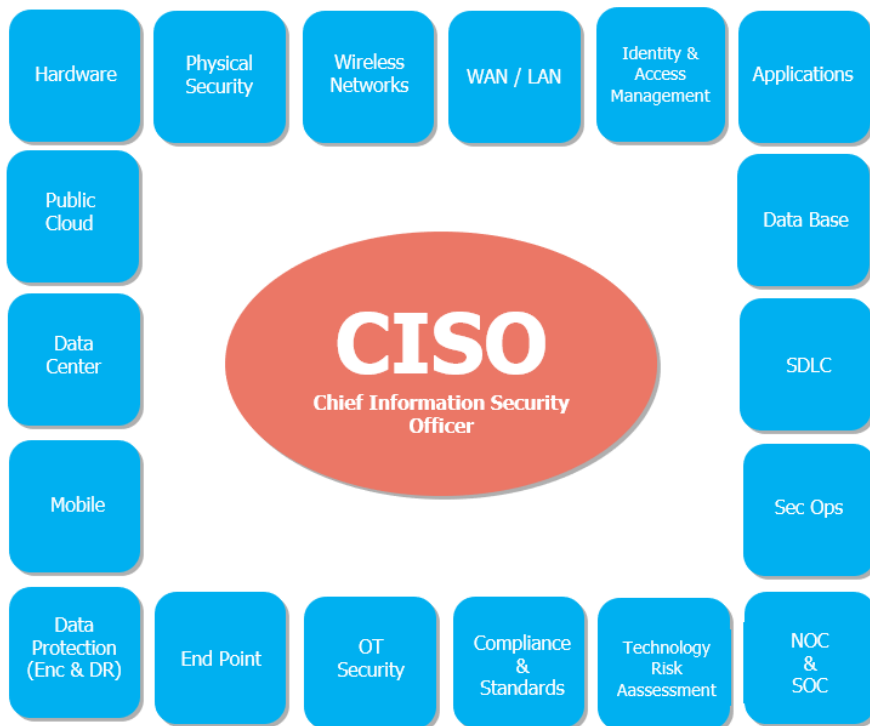 Hardware
Physical
Security
Wireless
Networks
WAN / LAN
Identity &
Access
Management
Applications
Public
Cloud
Data Base
Data
Center
CISO
Chief Information Security
Officer
SDLC
Mobile
Sec Ops
Data
Protection
(Enc & DR)
End Point
OT
Security
Compliance
&
Standards
Technology
Risk
Aassessment
NOC
&
SOC